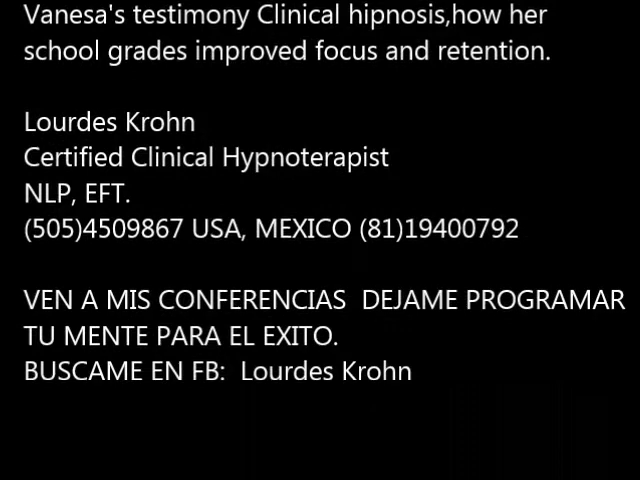 Vanesa's testimony Clinical hipnosis,how her
school grades improved focus and retention.
Lourdes Krohn
Certified Clinical Hypnoterapist
NLP, EFT.
(505)4509867 USA, MEXICO (81)19400792
VEN A MIS CONFERENCIAS  DEJAME PROGRAMAR
TU MENTE PARA EL EXITO.
BUSCAME EN FB:  Lourdes Krohn